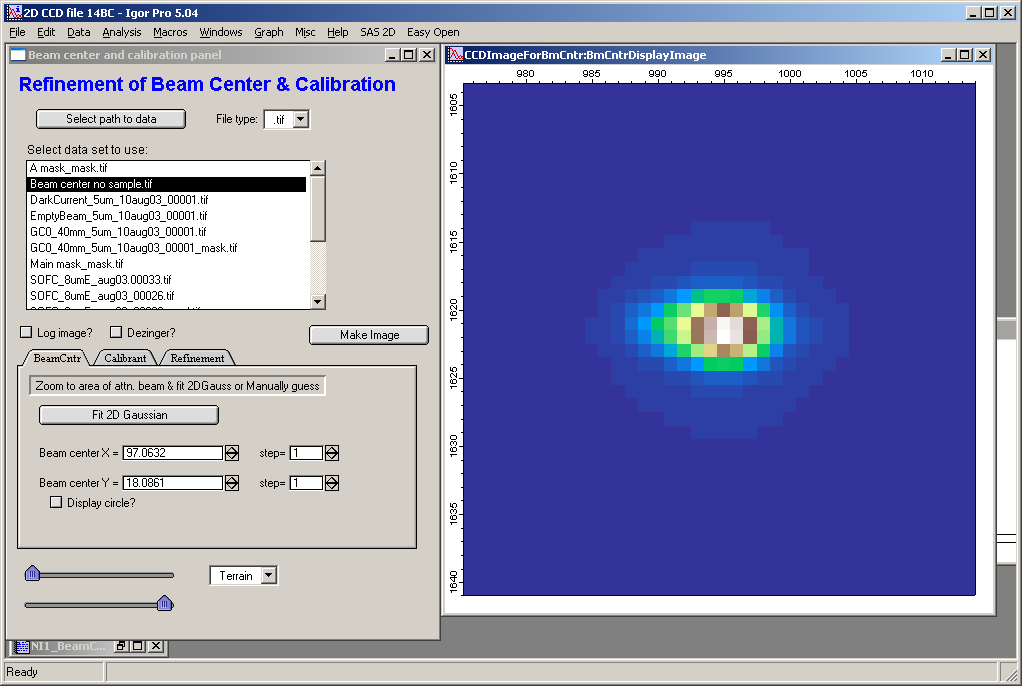 2D CCD file 14BC - Igor Pro 5.04
File Edit Data Analysis Macros Windows Graph Misc Help SAS 2D Easy Open
Beam center and calibration panel
Refinement of Beam Center & Calibration
Select path to data
File type: .tif
Select data set to use:
A mask_mask.tif
Beam center no sample.tif
DarkCurrent_5um_10aug03_00001.tif
EmptyBeam_5um_10aug03_00001.tif
GC0_40mm_5um_10aug03_00001.tif
GC0_40mm_5um_10aug03_00001_mask.tif
Main mask_mask.tif
SOFC_8umE_aug03.00033.tif
SOFC_8umE_aug03_00026.tif
Log image? Dezinger?
Make Image
BeamCntr Calibrant Refinement
Zoom to area of attn. beam & fit 2DGauss or Manually guess
Fit 2D Gaussian
Beam center X = 97.0632 step= 1
Beam center Y = 18.0861 step= 1
Display circle?
Terrain
CCDImageForBmCntr:BmCntrDisplayImage
980 985 990 995 1000 1005 1010
1605
1610
1615
1620
1625
1630
1635
1640
NI1_BeamC...
Ready